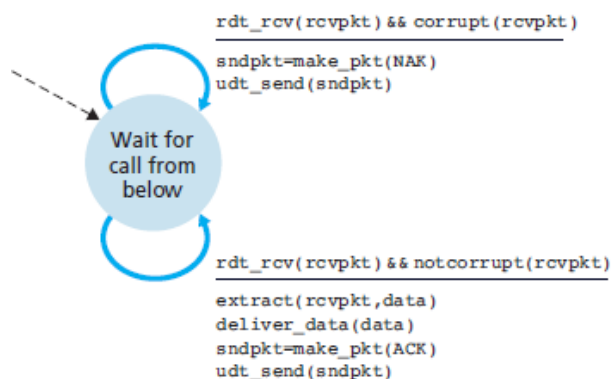 rdt_rcv(rcvpkt) && corrupt(rcvpkt)
sndpkt=make_pkt(NAK)
udt_send(sndpkt)
Wait for
call from
below
rdt_rcv(rcvpkt) && notcorrupt(rcvpkt)
extract(rcvpkt,data)
deliver_data(data)
sndpkt=make_pkt(ACK)
udt_send(sndpkt)